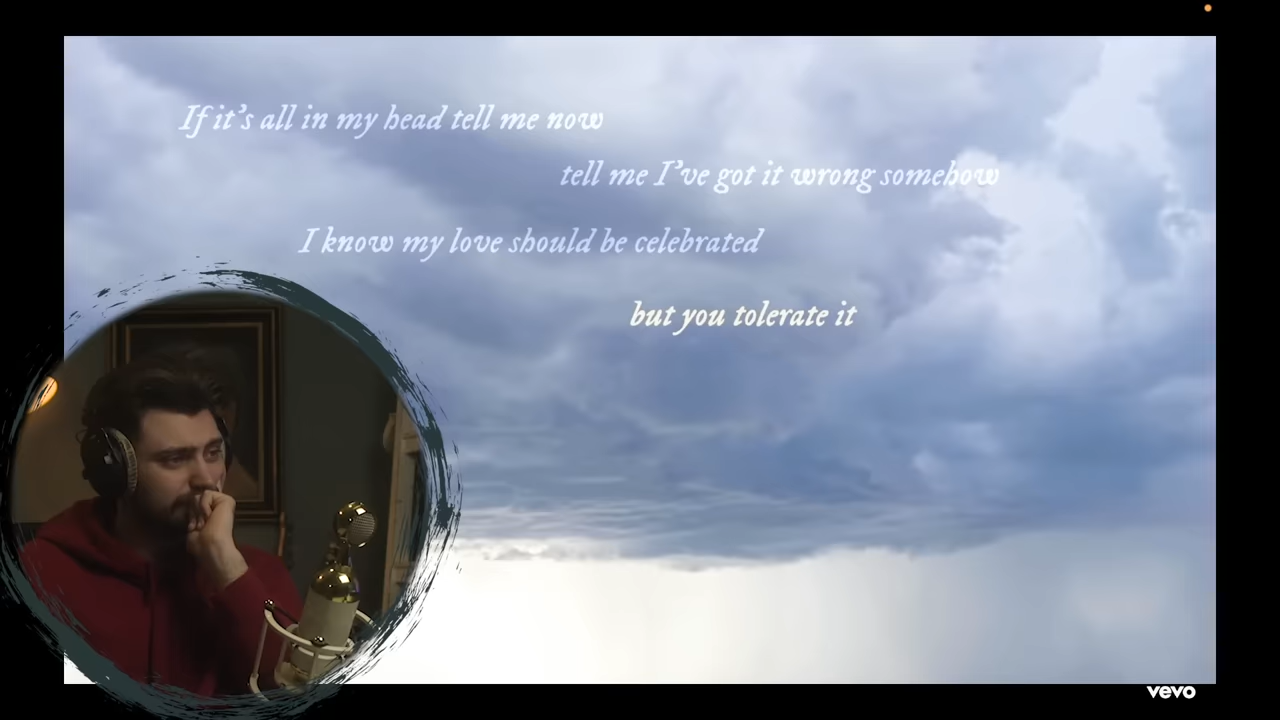 If it's all in my head tell me now
tell me I've got it wrong somehow
I know my love should be celebrated
but you tolerate it
vevo